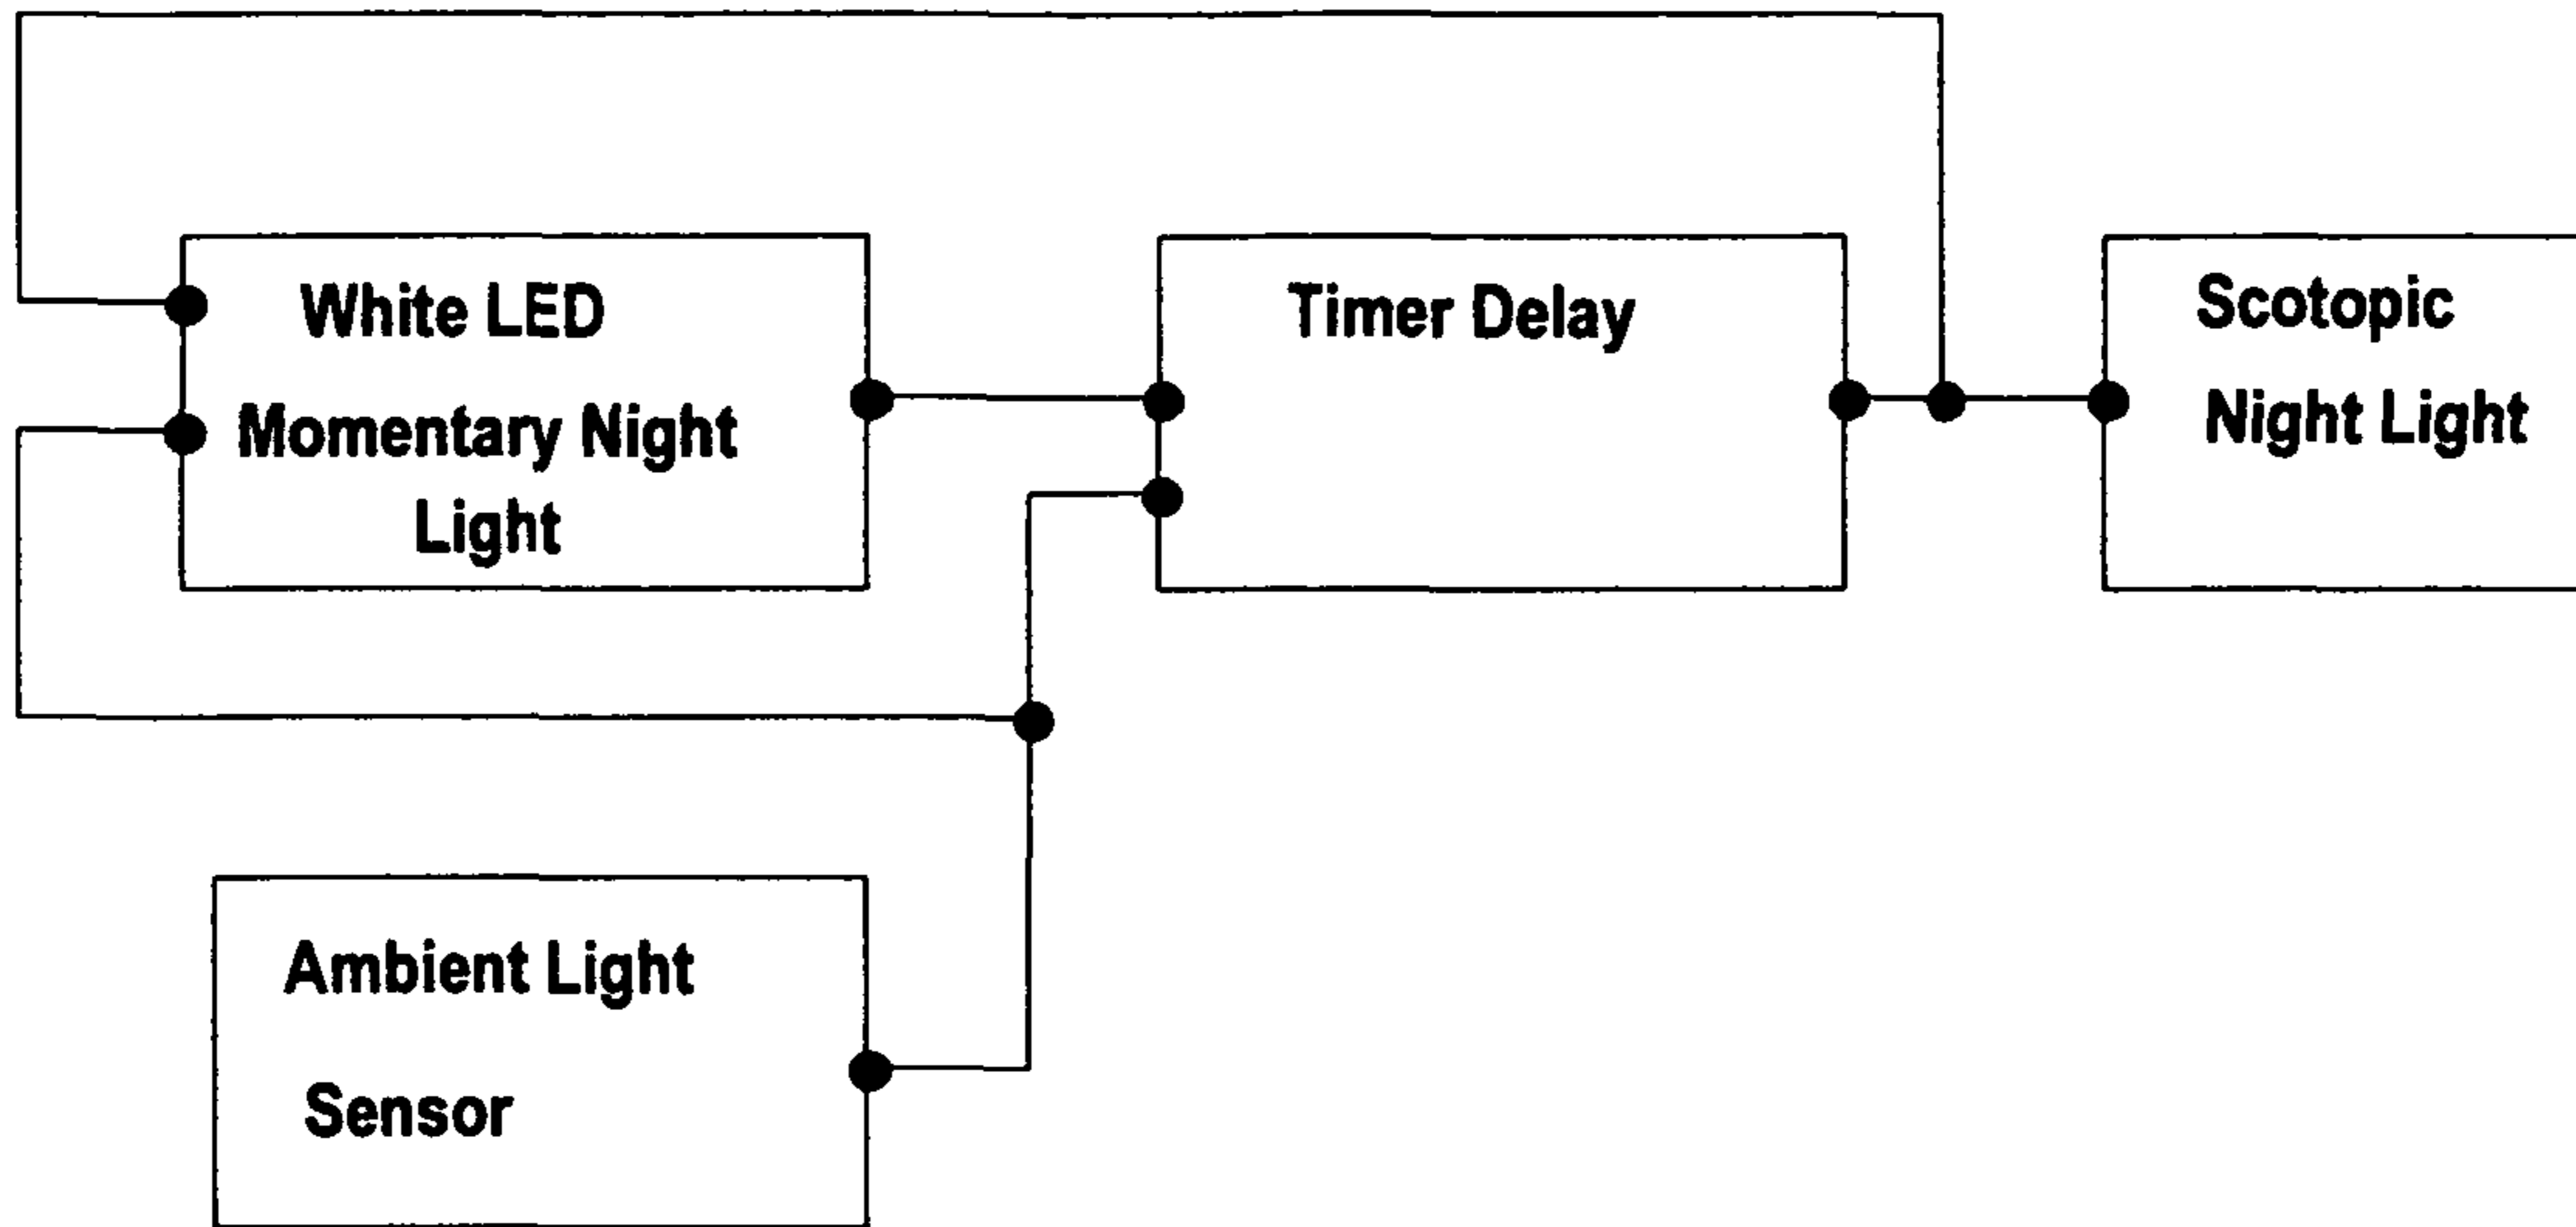 White LED
Momentary Night
Light
Timer Delay
Scotopic
Night Light
Ambient Light
Sensor